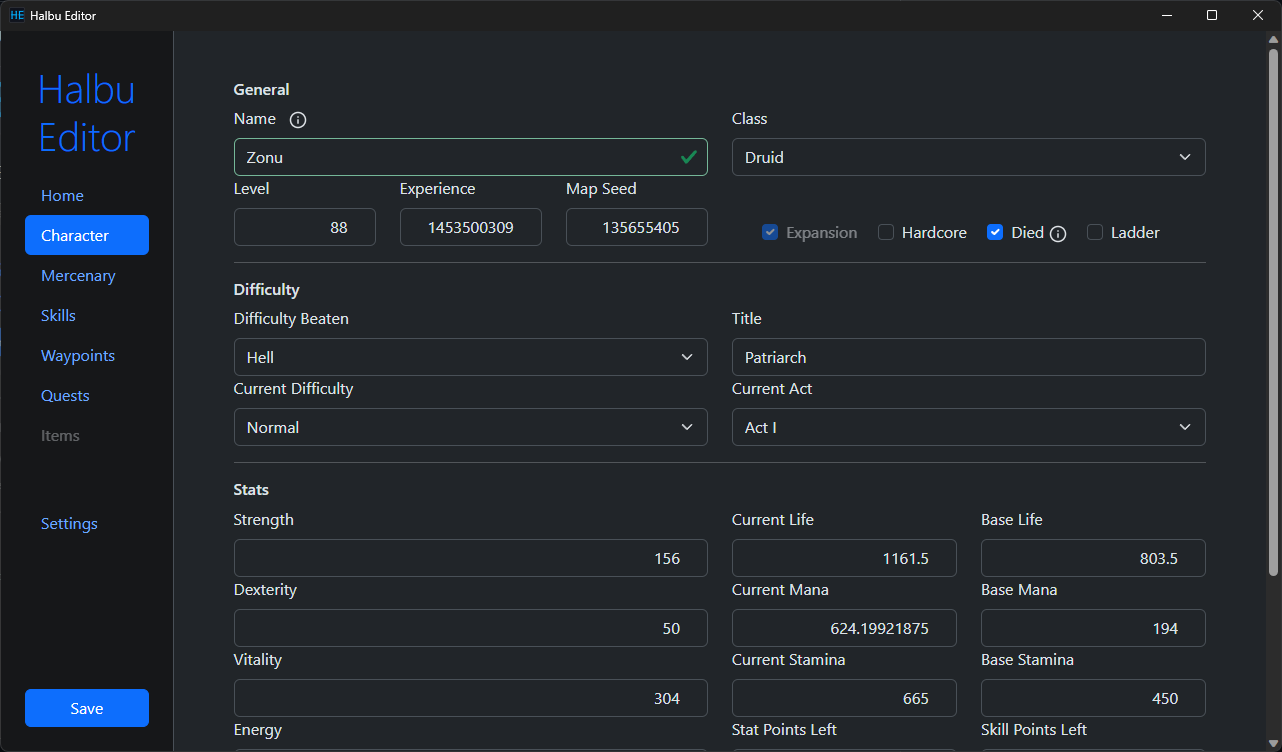 HE Halbu Editor
Halbu
Editor
Home
Character
Mercenary
Skills
Waypoints
Quests
Items
Settings
Save
General
Name
Class
Zonu
Druid
Level Experience Map Seed
88 1453500309 135655405
Expansion Hardcore Died Ladder
Difficulty
Difficulty Beaten Title
Hell Patriarch
Current Difficulty Current Act
Normal Act I
Stats
Strength Current Life Base Life
156 1161.5 803.5
Dexterity Current Mana Base Mana
50 624.19921875 194
Vitality Current Stamina Base Stamina
304 665 450
Energy Stat Points Left Skill Points Left